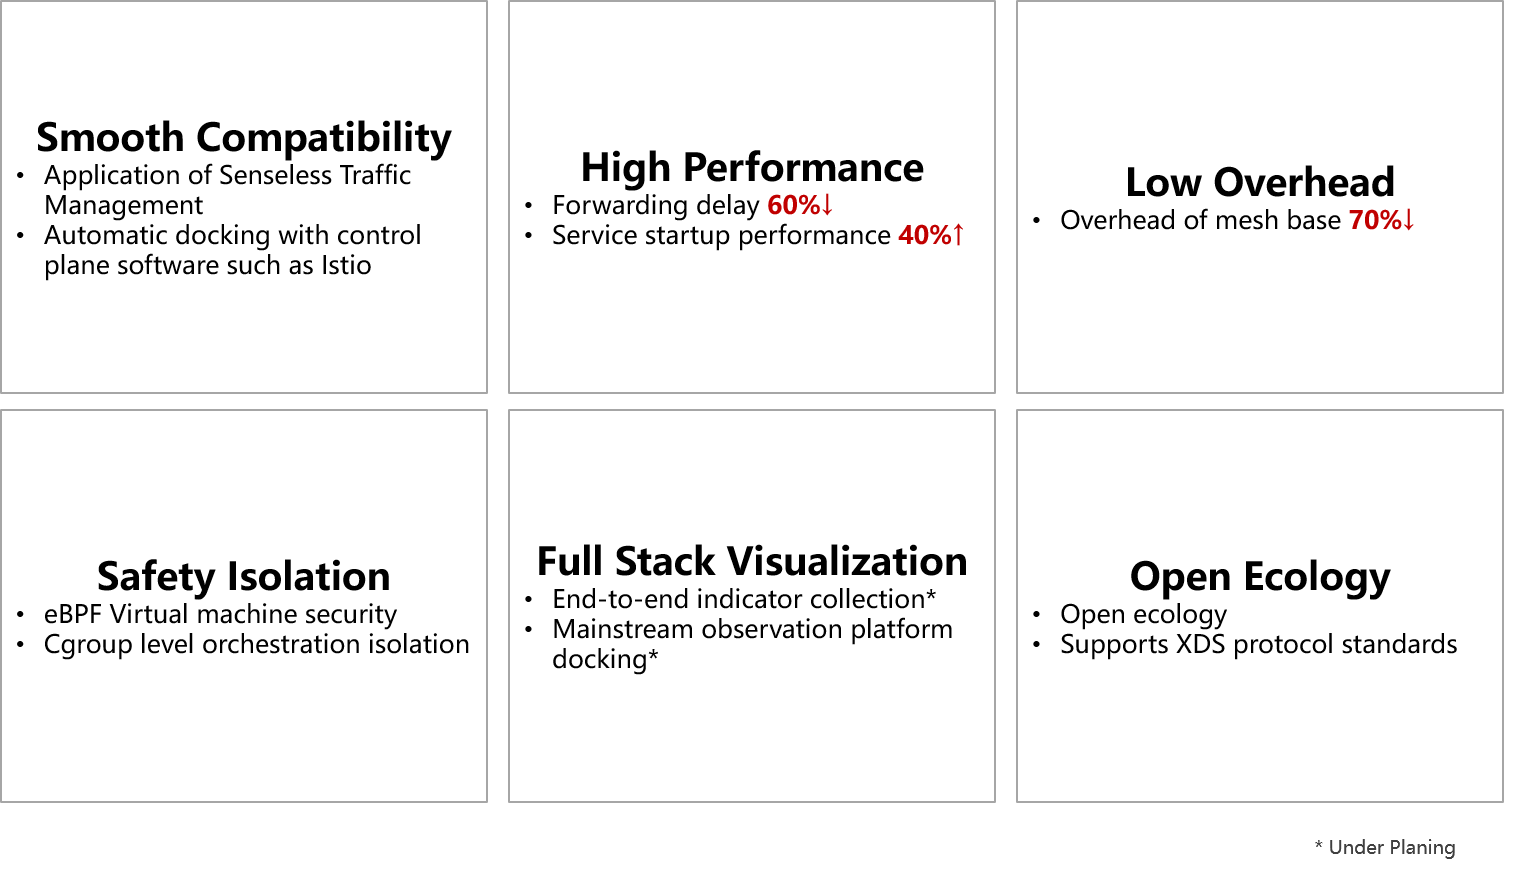 Smooth Compatibility
• Application of Senseless Traffic
Management
• Automatic docking with control
plane software such as Istio
High Performance
• Forwarding delay 60%↓
• Service startup performance 40%↑
Low Overhead
• Overhead of mesh base 70%↓
Safety Isolation
• eBPF Virtual machine security
• Cgroup level orchestration isolation
Full Stack Visualization
• End-to-end indicator collection*
• Mainstream observation platform
docking*
Open Ecology
• Open ecology
• Supports XDS protocol standards
* Under Planing